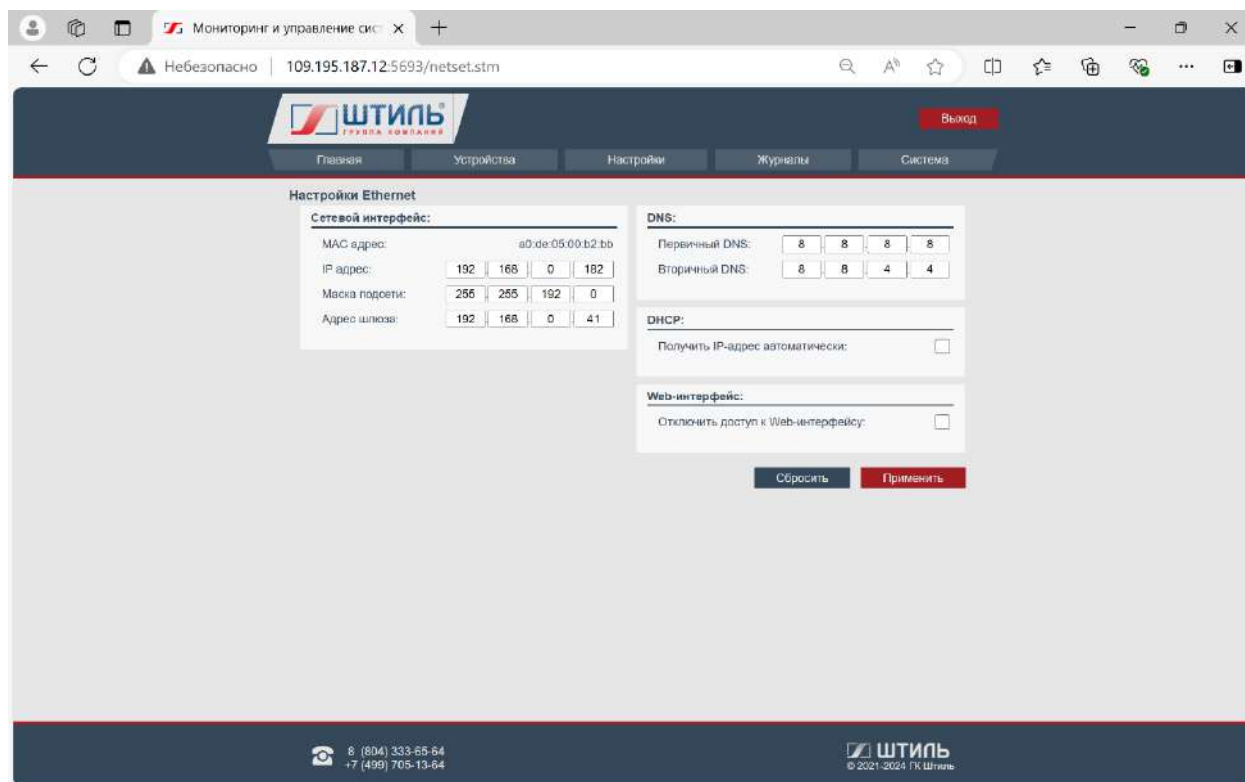 Мониторинг и управление сис
Небезопасно 109.195.187.12:5693/netset.stm
ШТИЛЬ
ГРУППА КОМПАНИЙ
Выход
Главная Устройства Настройки Журналы Система
Настройки Ethernet
Сетевой интерфейс:
MAC адрес: a0:de:05:00:b2:bb
IP адрес: 192 . 168 . 0 . 182
Маска подсети: 255 . 255 . 192 . 0
Адрес шлюза: 192 . 168 . 0 . 41
DNS:
Первичный DNS: 8 . 8 . 8 . 8
Вторичный DNS: 8 . 8 . 4 . 4
DHCP:
Получить IP-адрес автоматически:
Web-интерфейс:
Отключить доступ к Web-интерфейсу:
Сбросить Применить
8 (804) 333-65-64
+7 (499) 705-13-64
ШТИЛЬ
© 2021-2024 ГК Штиль